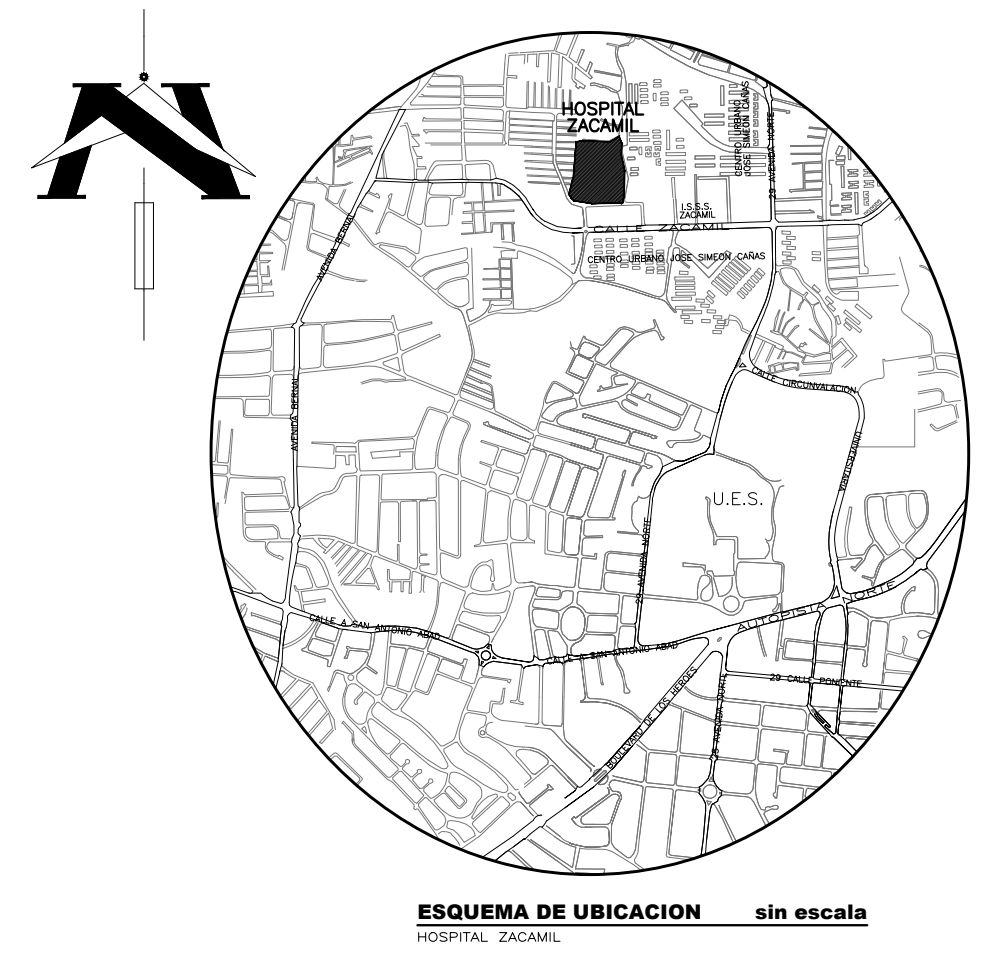 N
HOSPITAL
ZACAMIL
CENTRO URBANO
JOSE SIMEON CAÑAS
29 AVENIDA NORTE
I.S.S.S.
ZACAMIL
CALLE ZACAMIL
CENTRO URBANO JOSE SIMEON CAÑAS
AVENIDA BERNAL
CALLE CIRCUNVALACION
AVENIDA BERNAL
UNIVERSITARIA
U.E.S.
29 AVENIDA NORTE
AUTOPISTA NORTE
CALLE A SAN ANTONIO ABAD
CALLE A SAN ANTONIO ABAD
29 CALLE PONIENTE
BOULEVARD DE LOS HEROES
25 AVENIDA NORTE
ESQUEMA DE UBICACION sin escala
HOSPITAL ZACAMIL